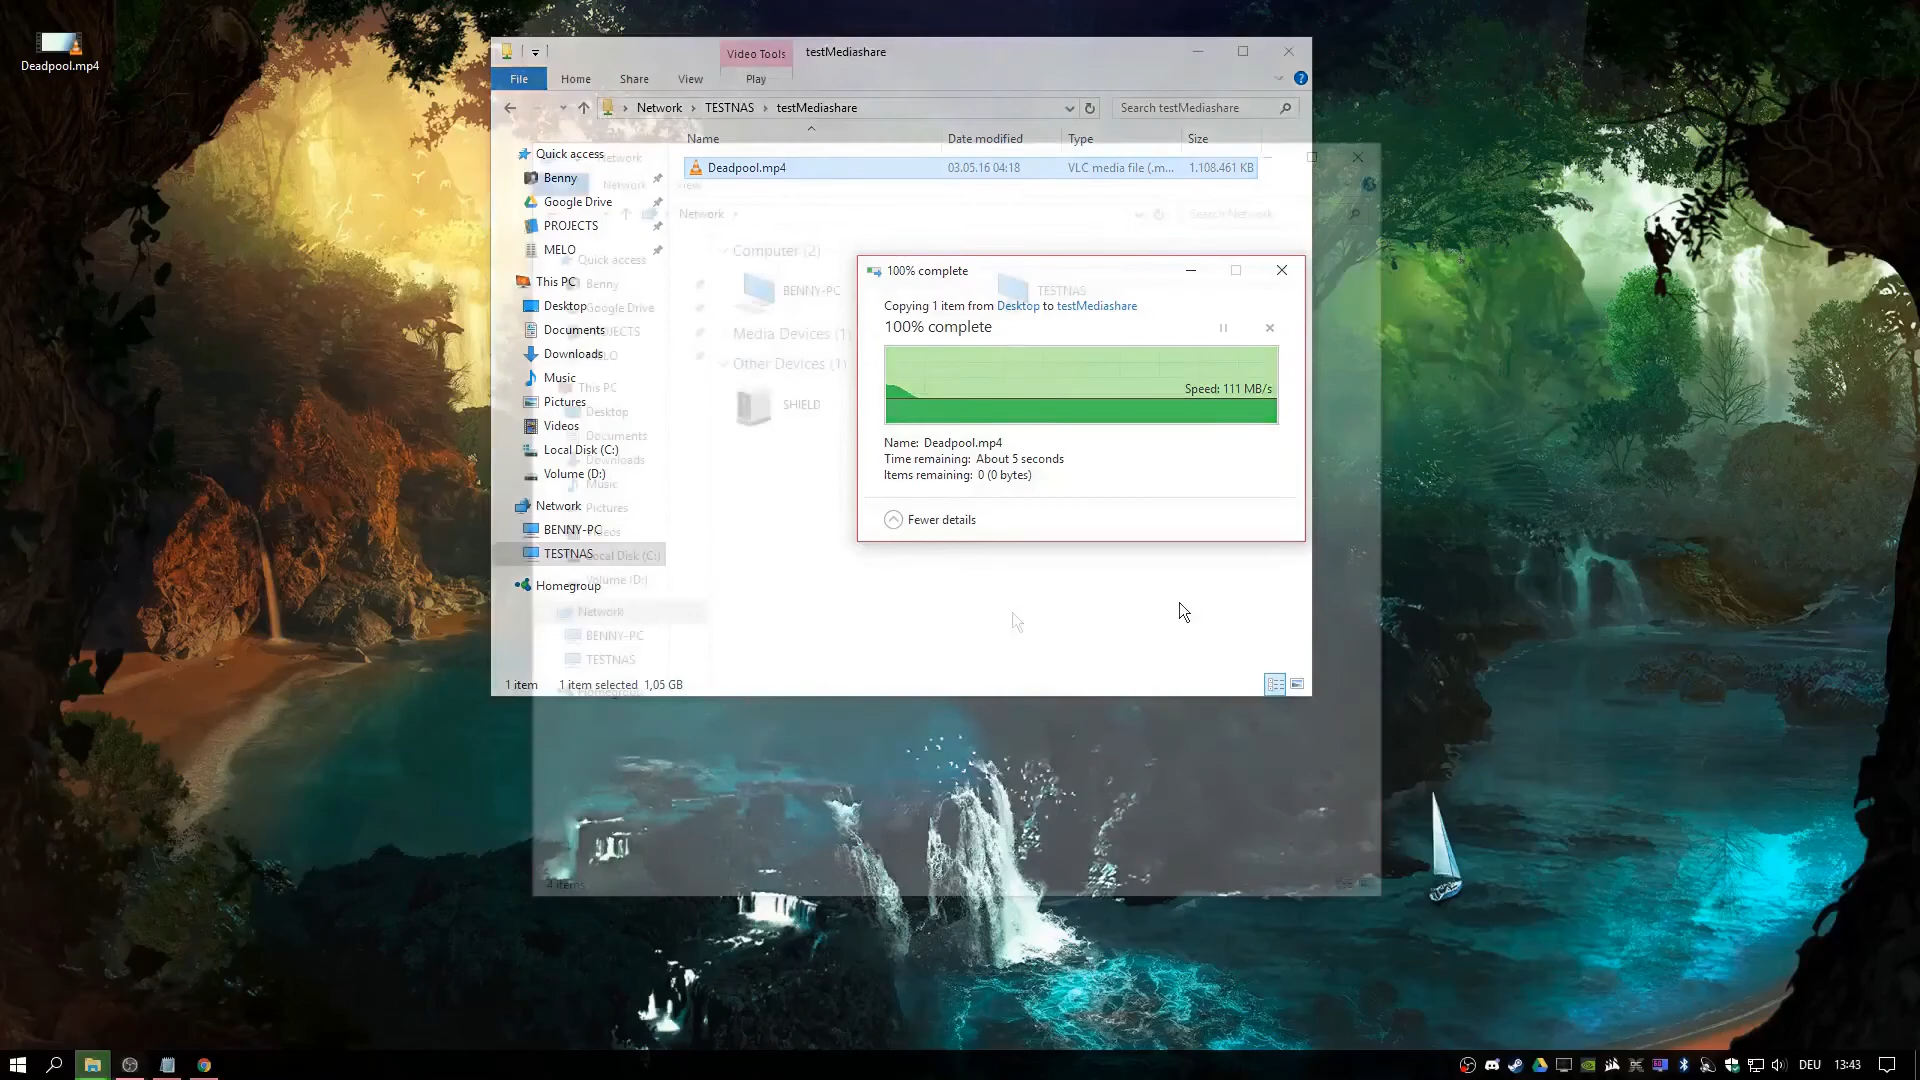 Deadpool.mp4
Video Tools
testMediashare
File
Home
Share
View
Play
Network
TESTNAS
testMediashare
Search testMediashare
Name
Date modified
Type
Size
Deadpool.mp4
03.05.16 04:18
VLC media file (.m...
1.108.461 KB
Quick access
Benny
Google Drive
PROJECTS
MELO
This PC
Desktop
Documents
Downloads
Music
Pictures
Videos
Local Disk (C:)
Volume (D:)
Network
BENNY-PC
TESTNAS
Homegroup
1 item
1 item selected 1,05 GB
Network
Network
View
Network
Search Network
Quick access
Benny
Google Drive
This PC
Desktop
Documents
Downloads
Music
Pictures
Local Disk (C:)
Volume (D:)
Network
BENNY-PC
TESTNAS
Computer (2)
BENNY-PC
TESTNAS
Media Devices (1)
Other Devices (1)
SHIELD
4 items
100% complete
Copying 1 item from Desktop to testMediashare
100% complete
Speed: 111 MB/s
Name: Deadpool.mp4
Time remaining: About 5 seconds
Items remaining: 0 (0 bytes)
Fewer details
DEU
13:43